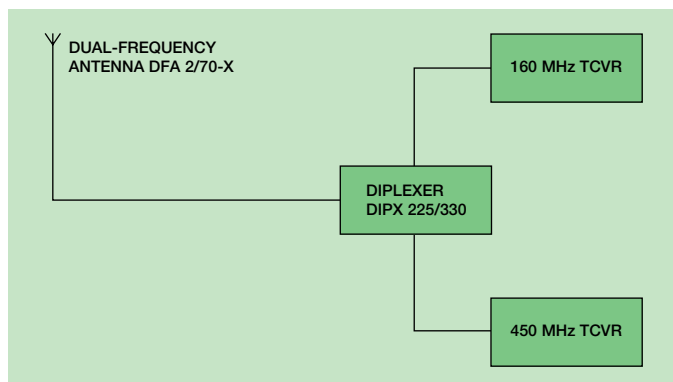 DUAL-FREQUENCY
ANTENNA DFA 2/70-X
160 MHz TCVR
DIPLEXER
DIPX 225/330
450 MHz TCVR